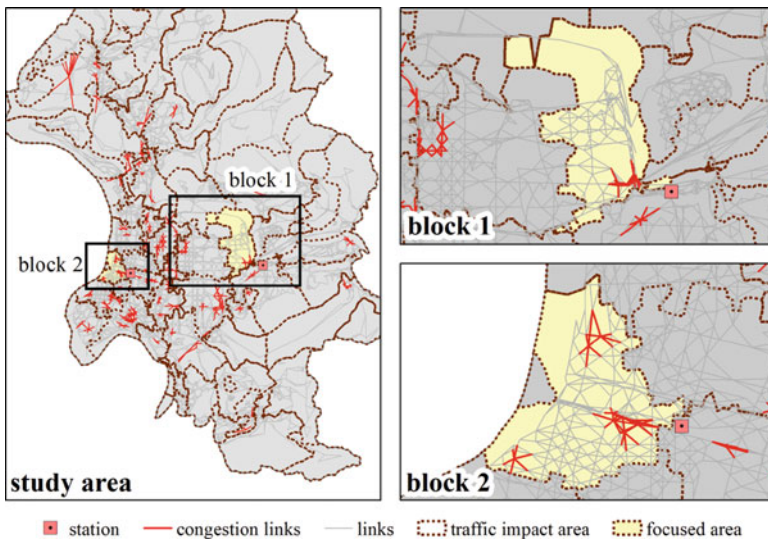 block 1
block 2
study area
block 1
block 2
station
congestion links
links
traffic impact area
focused area